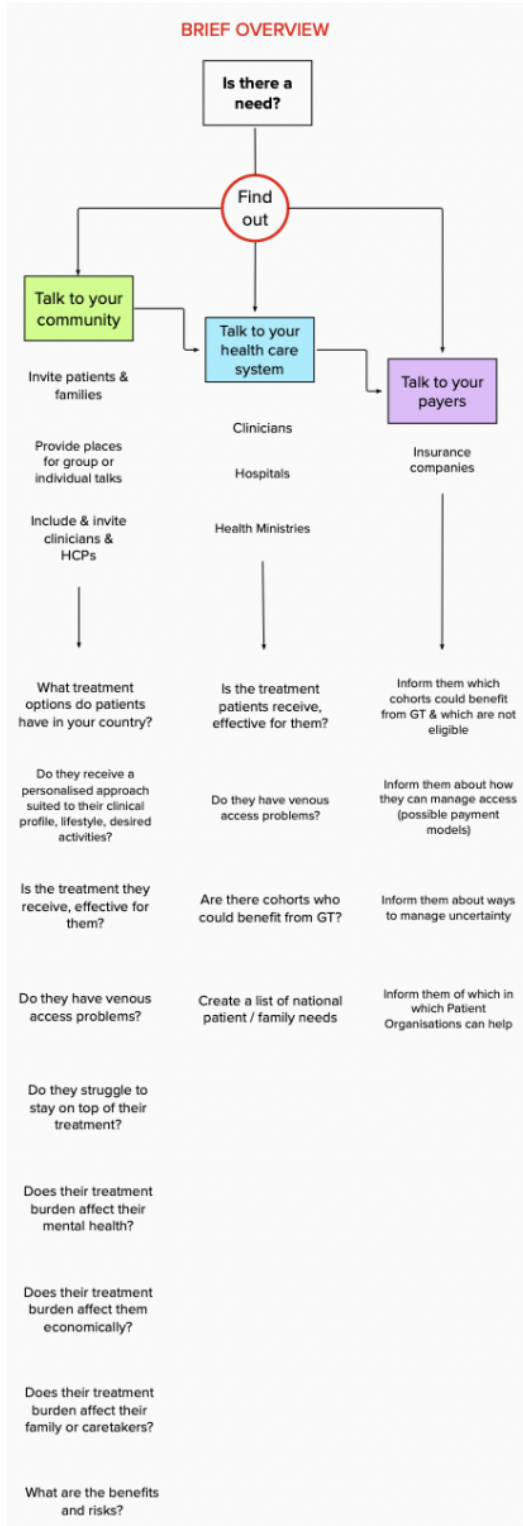 BRIEF OVERVIEW
Is there a
need?
Find
out
Talk to your
community
Invite patients &
families
Provide places
for group or
individual talks
Include & invite
clinicians &
HCPs
What treatment
options do patients
have in your country?
Do they receive a
personalised approach
suited to their clinical
profile, lifestyle, desired
activities?
Is the treatment they
receive, effective for
them?
Do they have venous
access problems?
Do they struggle to
stay on top of their
treatment?
Does their treatment
burden affect their
mental health?
Does their treatment
burden affect them
economically?
Does their treatment
burden affect their
family or caretakers?
What are the benefits
and risks?
Talk to your
health care
system
Clinicians
Hospitals
Health Ministries
Is the treatment
patients receive,
effective for them?
Do they have venous
access problems?
Are there cohorts who
could benefit from GT?
Create a list of national
patient / family needs
Talk to your
payers
Insurance
companies
Inform them which
cohorts could benefit
from GT & which are not
eligible
Inform them about how
they can manage access
(possible payment
models)
Inform them about ways
to manage uncertainty
Inform them of which in
which Patient
Organisations can help